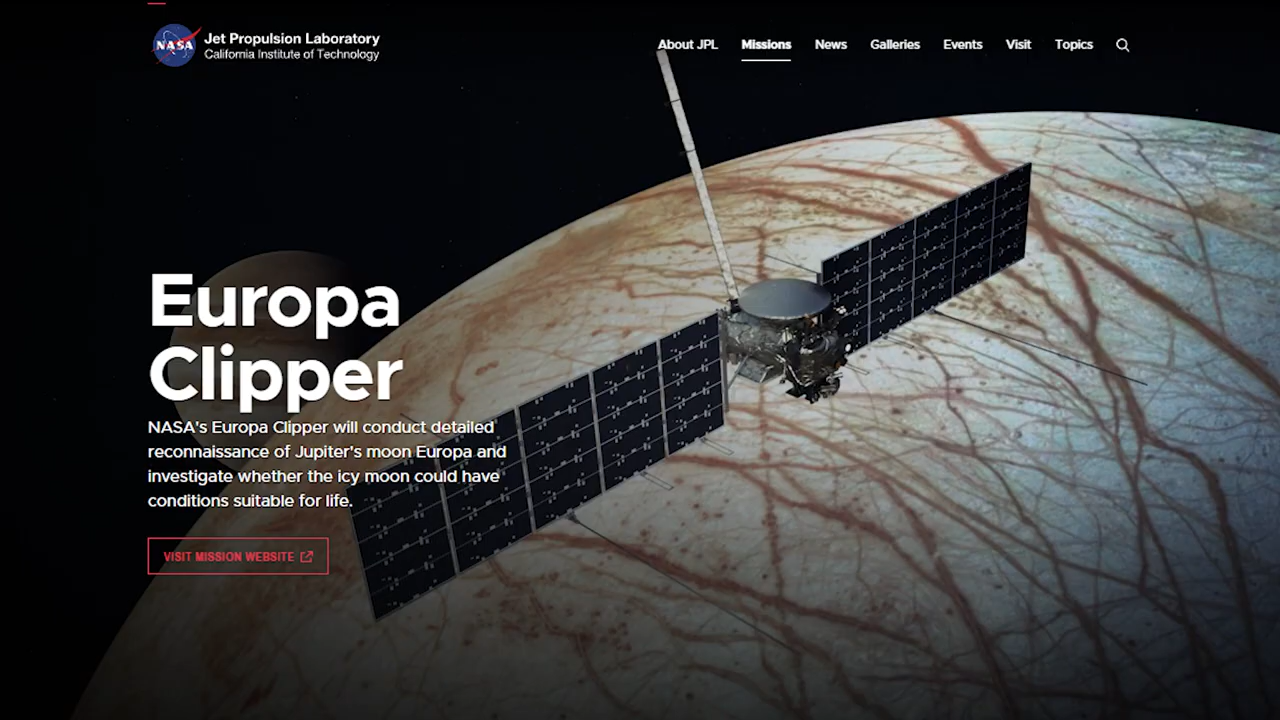 NASA
Jet Propulsion Laboratory
California Institute of Technology
About JPL Missions News Galleries Events Visit Topics
Europa
Clipper
NASA's Europa Clipper will conduct detailed
reconnaissance of Jupiter's moon Europa and
investigate whether the icy moon could have
conditions suitable for life.
VISIT MISSION WEBSITE